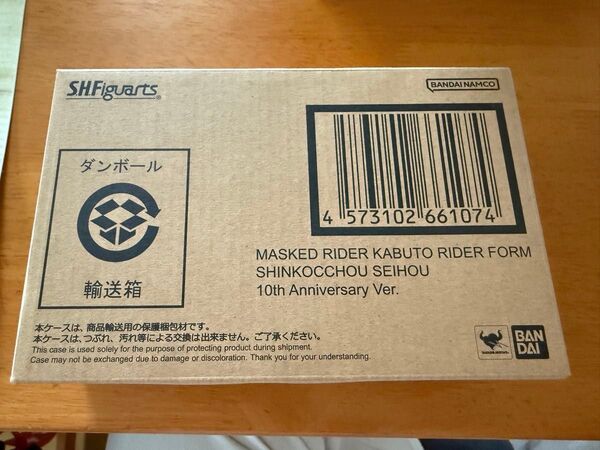 S.H.Figuarts
BANDAI NAMCO
ダンボール
輸送箱
4 573102 661074
MASKED RIDER KABUTO RIDER FORM
SHINKOCCHOU SEIHOU
10th Anniversary Ver.
本ケースは、商品輸送用の保護梱包材です。
本ケースは、つぶれ、汚れ等による交換は出来ません。ご了承ください。
This case is used solely for the purpose of protecting product during shipment.
Case may not be exchanged due to damage or discoloration. Thank you for your understanding.
BAN
DAI